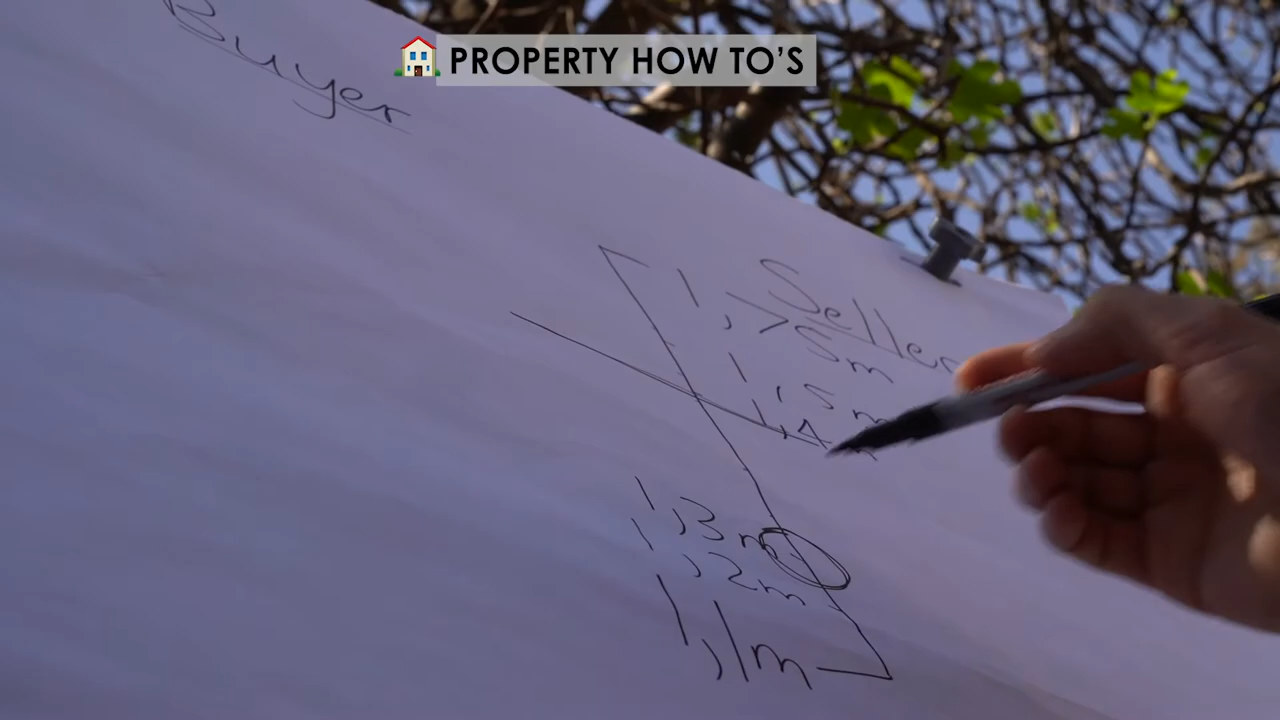 PROPERTY HOW TO'S
Buyer
Seller
1,5m
1,5m
1,4m
1,3m
1,2m
1,1m